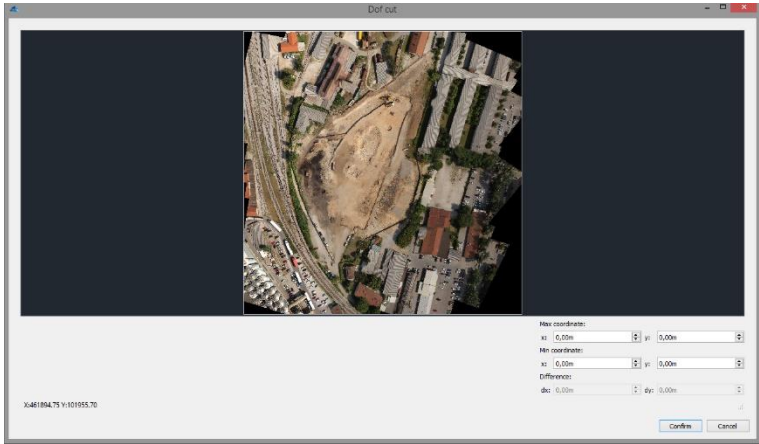 Dof cut
Max coordinate:
x: 0,00m y: 0,00m
Min coordinate:
x: 0,00m y: 0,00m
Difference:
dx: 0,00m dy: 0,00m
X:461894.75 Y:101955.70
Confirm Cancel